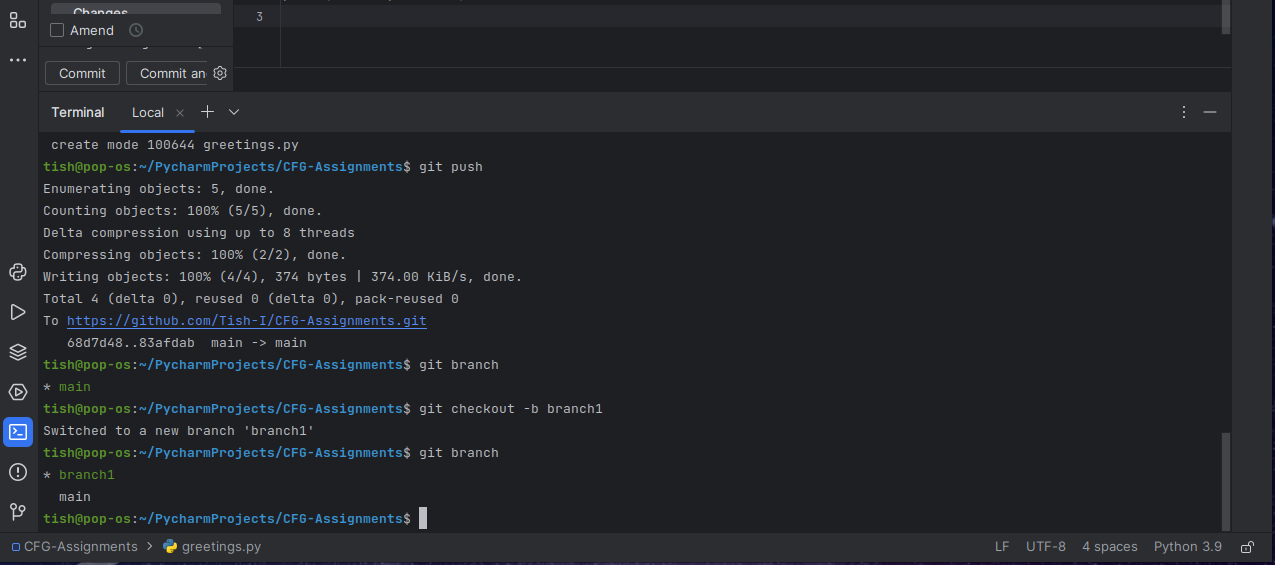 Changes
Amend
3
Commit
Commit an
Terminal Local
create mode 100644 greetings.py
tish@pop-os:~/PycharmProjects/CFG-Assignments$ git push
Enumerating objects: 5, done.
Counting objects: 100% (5/5), done.
Delta compression using up to 8 threads
Compressing objects: 100% (2/2), done.
Writing objects: 100% (4/4), 374 bytes | 374.00 KiB/s, done.
Total 4 (delta 0), reused 0 (delta 0), pack-reused 0
To https://github.com/Tish-I/CFG-Assignments.git
68d7d48..83afdab  main -> main
tish@pop-os:~/PycharmProjects/CFG-Assignments$ git branch
* main
tish@pop-os:~/PycharmProjects/CFG-Assignments$ git checkout -b branch1
Switched to a new branch 'branch1'
tish@pop-os:~/PycharmProjects/CFG-Assignments$ git branch
* branch1
main
tish@pop-os:~/PycharmProjects/CFG-Assignments$
CFG-Assignments > greetings.py LF UTF-8 4 spaces Python 3.9